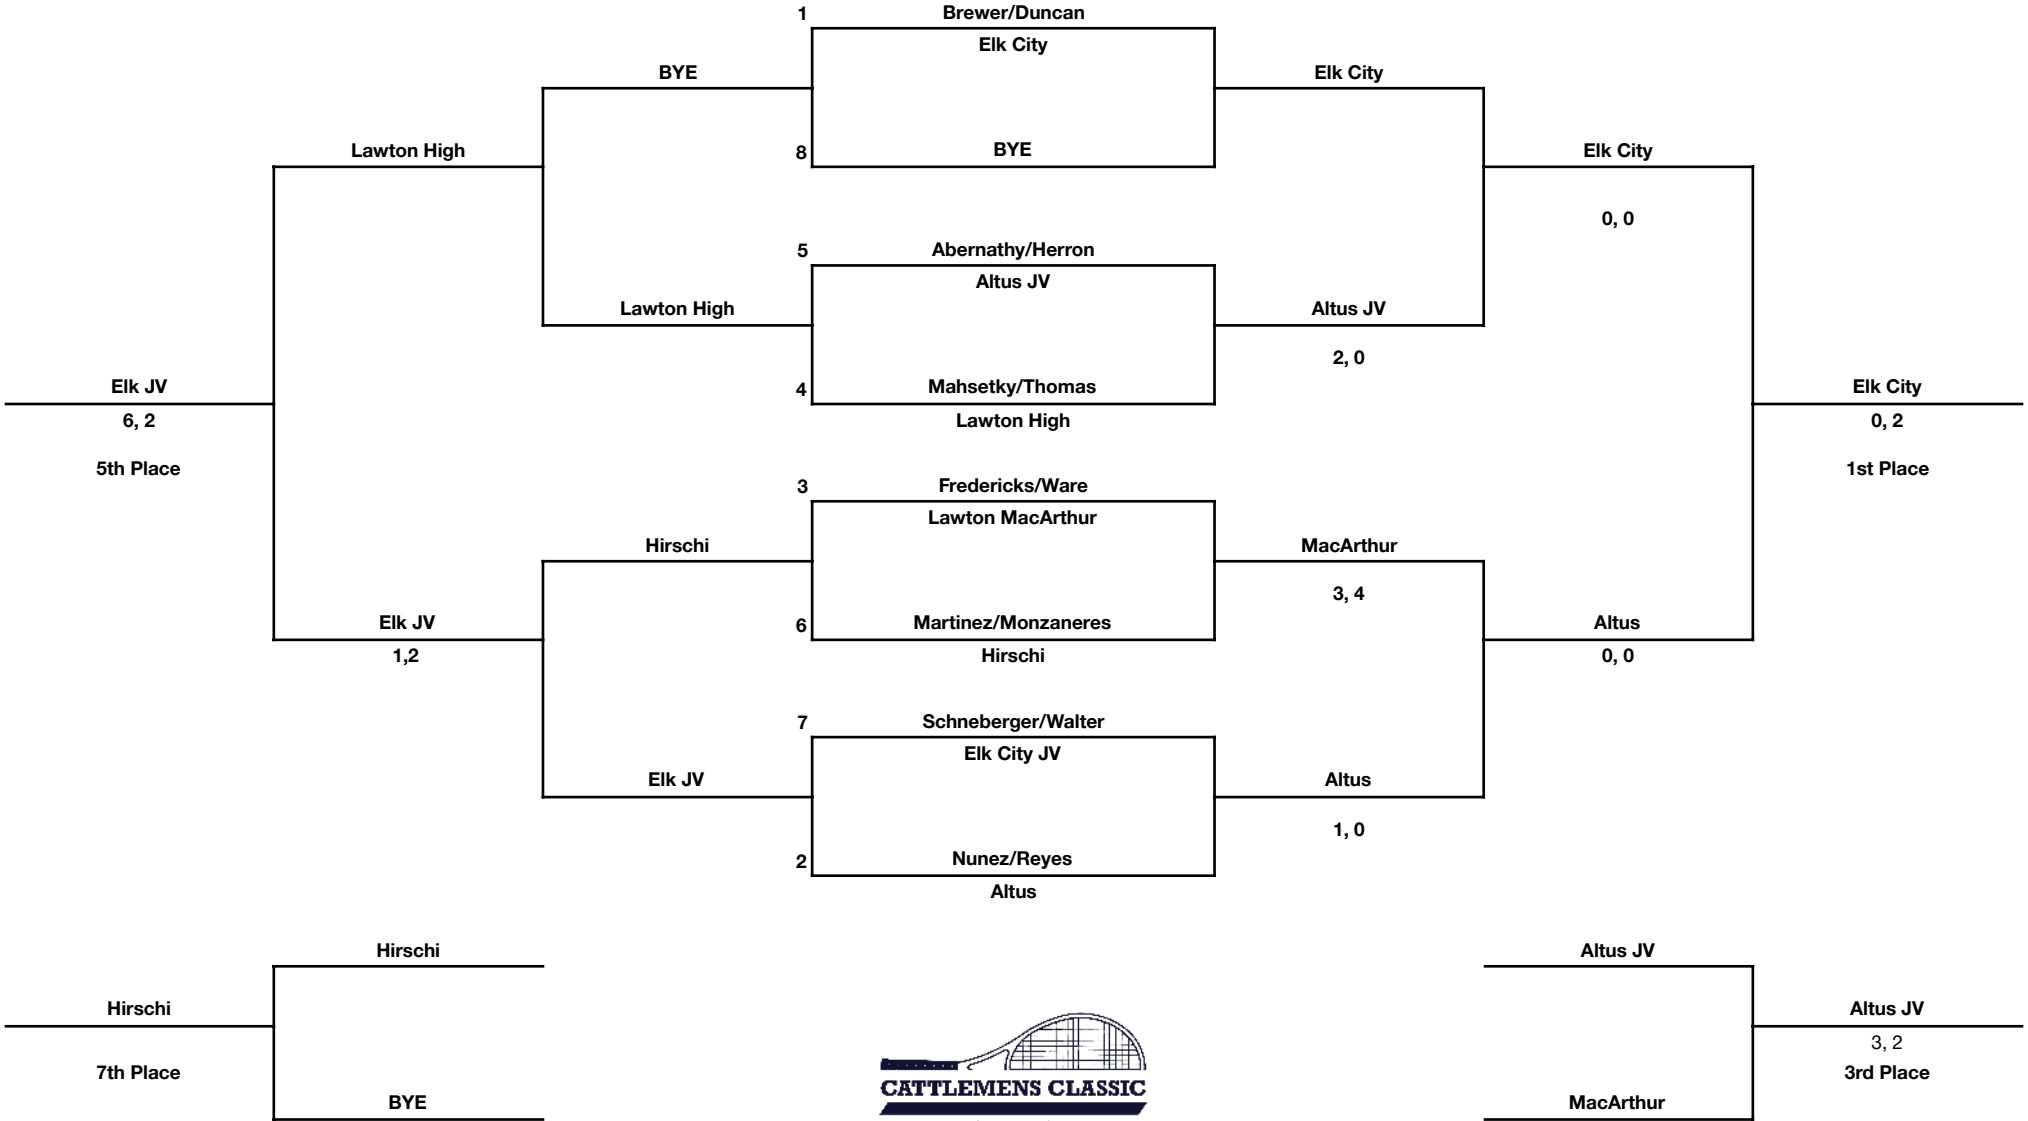 1
Brewer/Duncan
Elk City
BYE
Elk City
Lawton High
8
BYE
Elk City
0, 0
5
Abernathy/Herron
Altus JV
Lawton High
Altus JV
2, 0
Elk JV
4
Mahsetky/Thomas
Elk City
6, 2
Lawton High
0, 2
5th Place
1st Place
3
Fredericks/Ware
Lawton MacArthur
Hirschi
MacArthur
3, 4
Elk JV
6
Martinez/Monzaneres
Altus
1,2
Hirschi
0, 0
7
Schneberger/Walter
Elk City JV
Elk JV
Altus
1, 0
2
Nunez/Reyes
Altus
Hirschi
Altus JV
Hirschi
Altus JV
3, 2
7th Place
3rd Place
CATTLEMENS CLASSIC
BYE
MacArthur